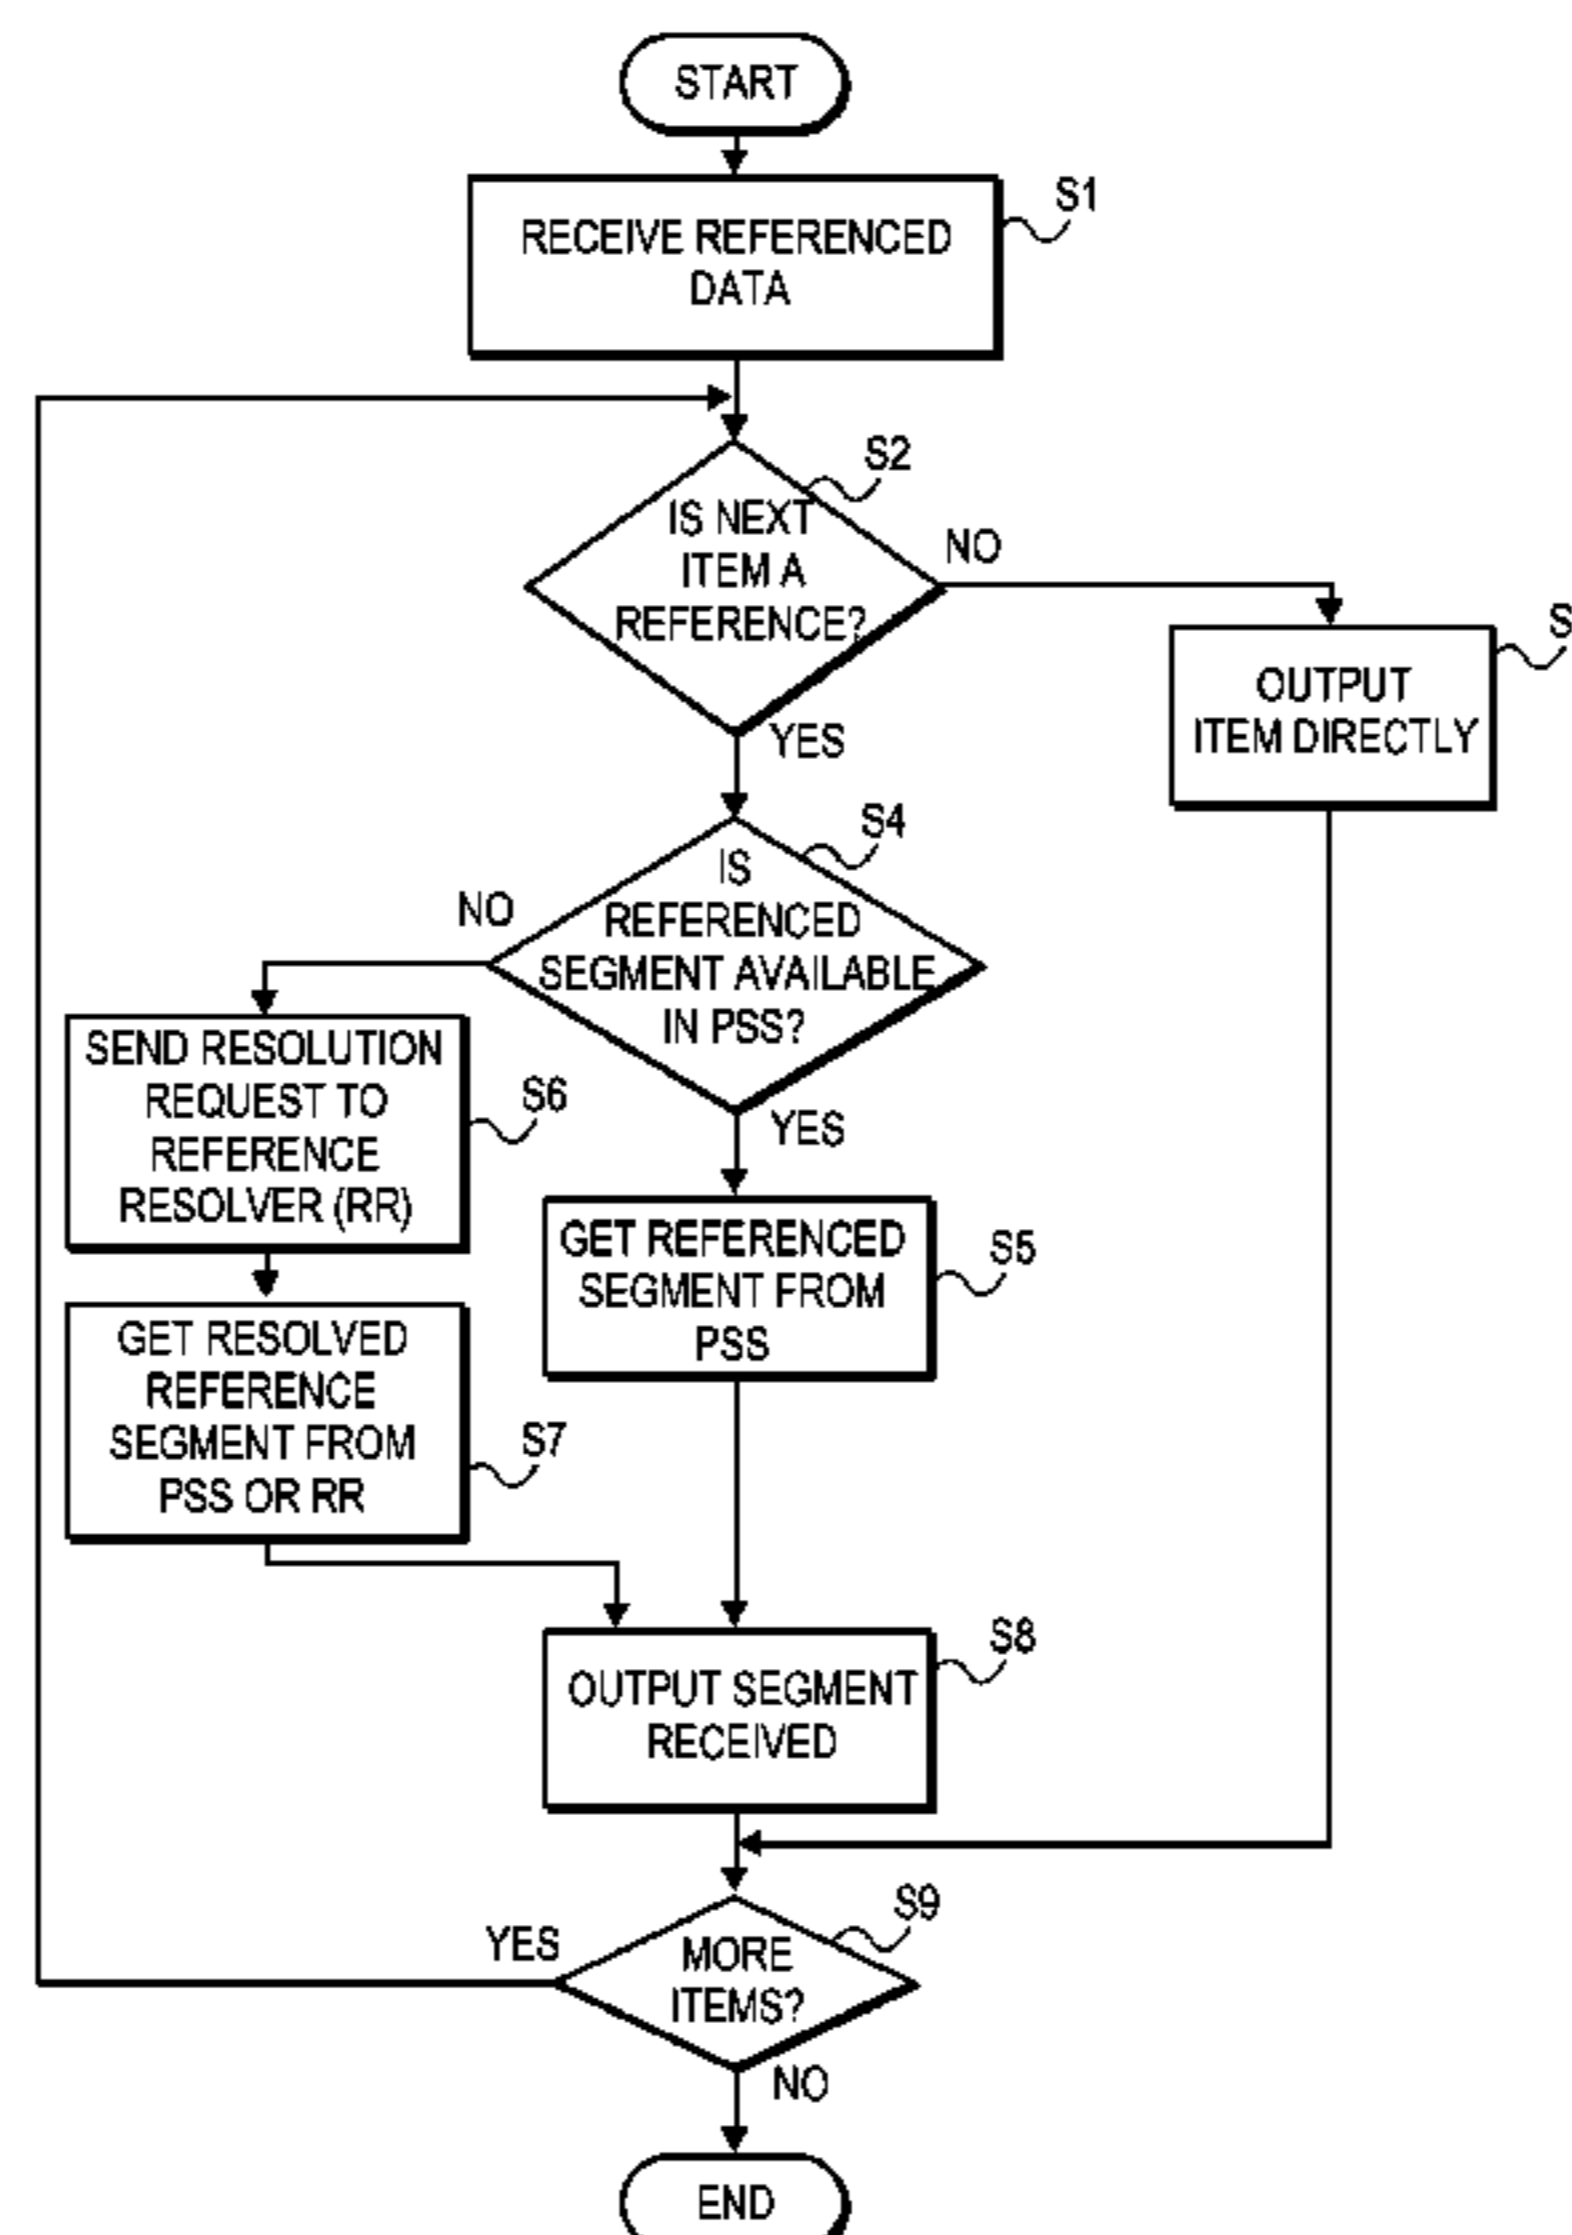 START
RECEIVE REFERENCED
DATA
S1
S2
IS NEXT
ITEM A
REFERENCE?
NO
YES
S
OUTPUT
ITEM DIRECTLY
S4
IS
REFERENCED
SEGMENT AVAILABLE
IN PSS?
NO
YES
SEND RESOLUTION
REQUEST TO
REFERENCE
RESOLVER (RR)
S6
GET REFERENCED
SEGMENT FROM
PSS
S5
GET RESOLVED
REFERENCE
SEGMENT FROM
PSS OR RR
S7
OUTPUT SEGMENT
RECEIVED
S8
S9
MORE
ITEMS?
YES
NO
END